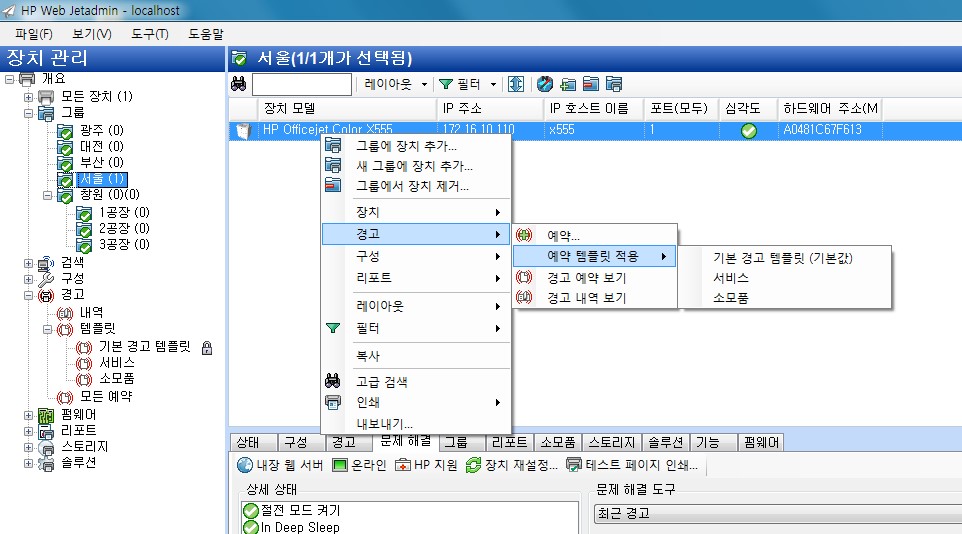 HP Web Jetadmin - localhost
파일(F) 보기(V) 도구(T) 도움말
장치 관리
서울(1/1개가 선택됨)
개요
모든 장치 (1)
그룹
광주 (0)
대전 (0)
부산 (0)
서울 (1)
창원 (0)(0)
1공장 (0)
2공장 (0)
3공장 (0)
검색
구성
경고
내역
템플릿
기본 경고 템플릿
서비스
소모품
모든 예약
펌웨어
리포트
스토리지
솔루션
레이아웃 필터
장치 모델 IP 주소 IP 호스트 이름 포트(모두) 심각도 하드웨어 주소(M
HP Officejet Color X555 172.16.10.110 x555 1 A0481C67F613
그룹에 장치 추가...
새 그룹에 장치 추가...
그룹에서 장치 제거...
장치
경고
구성
리포트
레이아웃
필터
복사
고급 검색
인쇄
내보내기...
예약...
예약 템플릿 적용
경고 예약 보기
경고 내역 보기
기본 경고 템플릿 (기본값)
서비스
소모품
상태 구성 경고 문제 해결 그룹 리포트 소모품 스토리지 솔루션 기능 펌웨어
내장 웹 서버 온라인 HP 지원 장치 재설정... 테스트 페이지 인쇄...
상세 상태
절전 모드 켜기
In Deep Sleep
문제 해결 도구
최근 경고